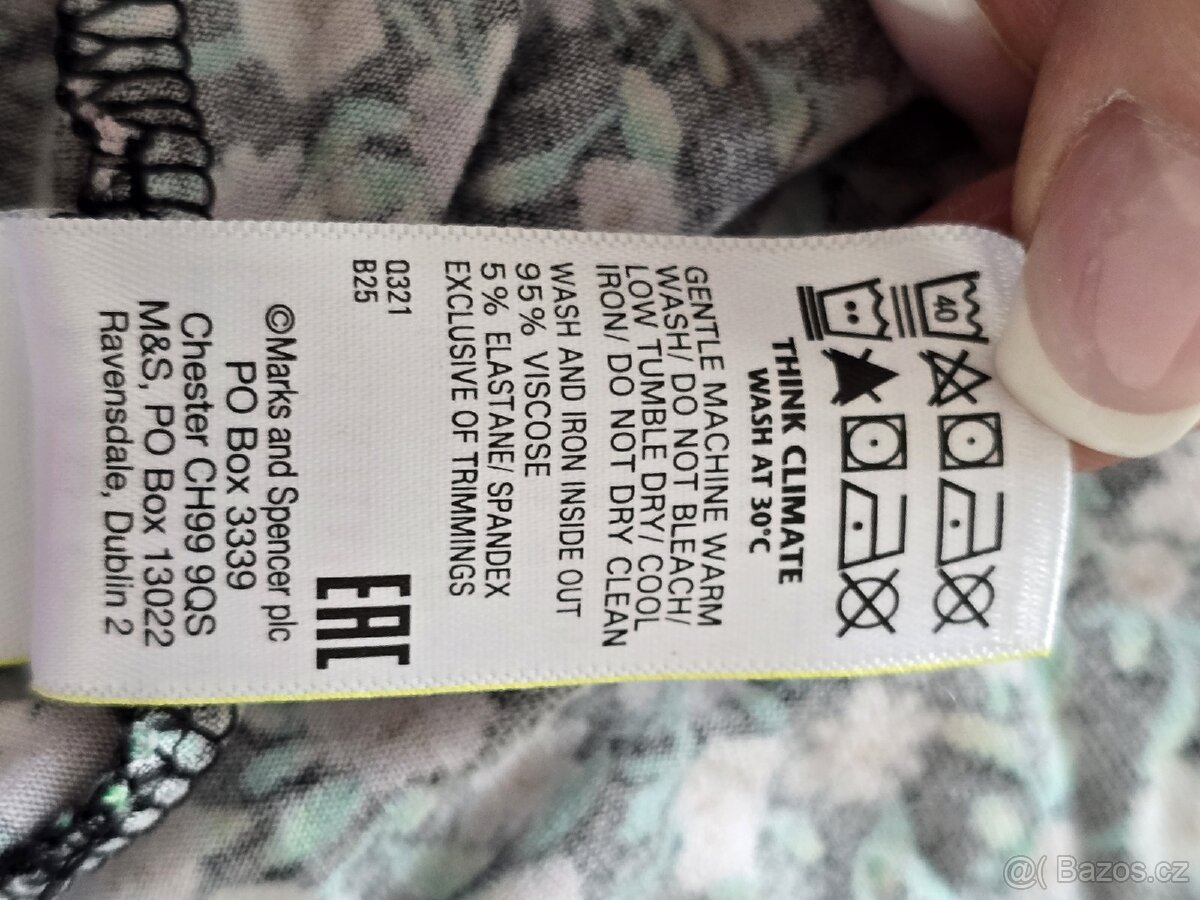 40
THINK CLIMATE
WASH AT 30°C
GENTLE MACHINE WARM
WASH/ DO NOT BLEACH/
LOW TUMBLE DRY/ COOL
IRON/ DO NOT DRY CLEAN
WASH AND IRON INSIDE OUT
95% VISCOSE
5% ELASTANE/ SPANDEX
EXCLUSIVE OF TRIMMINGS
0321
B25
EAC
©Marks and Spencer plc
PO Box 3339
Chester CH99 9QS
M&S, PO Box 13022
Ravensdale, Dublin 2
@( Bazos.cz